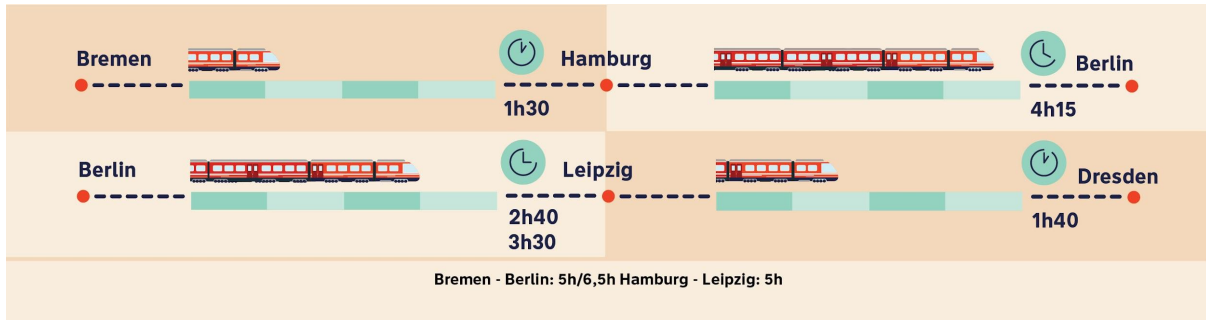 Bremen
Hamburg
Berlin
1h30
4h15
Berlin
Leipzig
Dresden
2h40
3h30
1h40
Bremen - Berlin: 5h/6,5h Hamburg - Leipzig: 5h